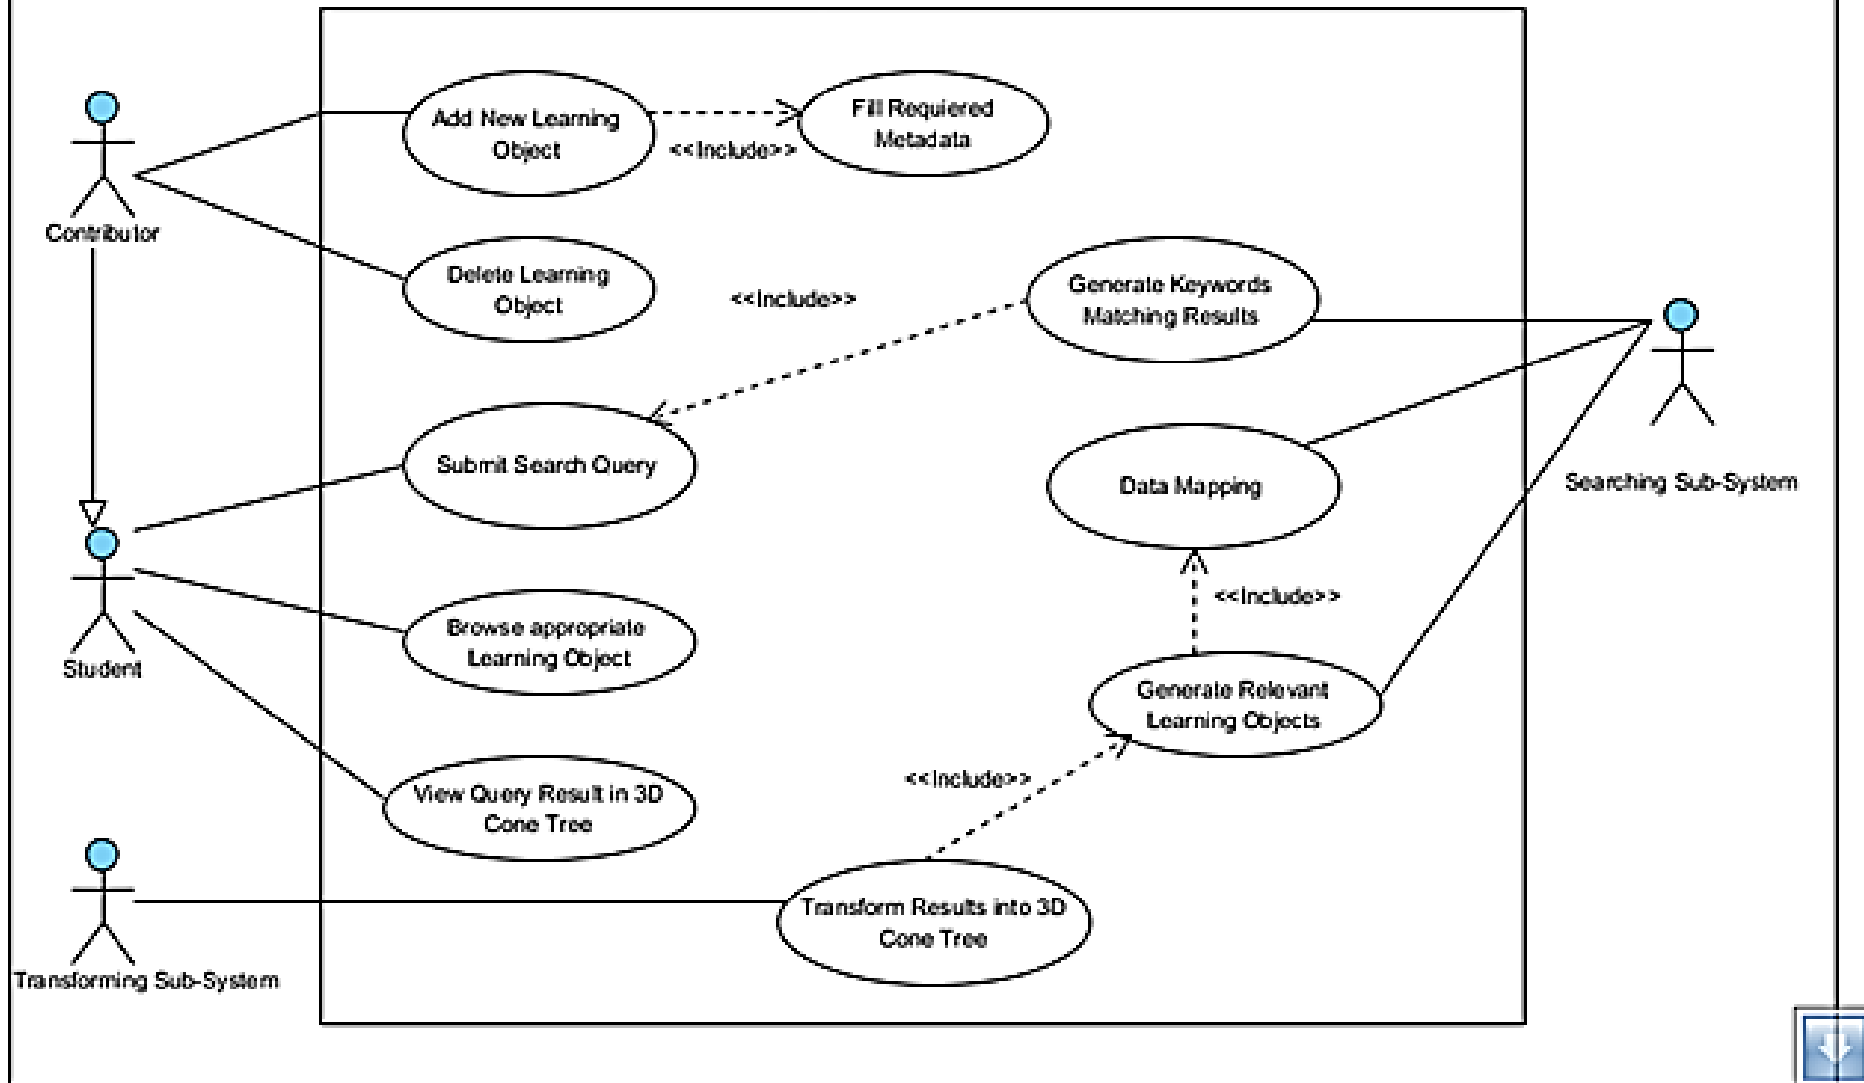 Add New Learning
Object
<<Include>>
Fill Requiered
Metadata
Contributor
Delete Learning
Object
<<Include>>
Generate Keywords
Matching Results
Submit Search Query
Data Mapping
Searching Sub-System
<<Include>>
Browse appropriate
Learning Object
Student
Generate Relevant
Learning Objects
<<Include>>
View Query Result in 3D
Cone Tree
Transform Results into 3D
Cone Tree
Transforming Sub-System